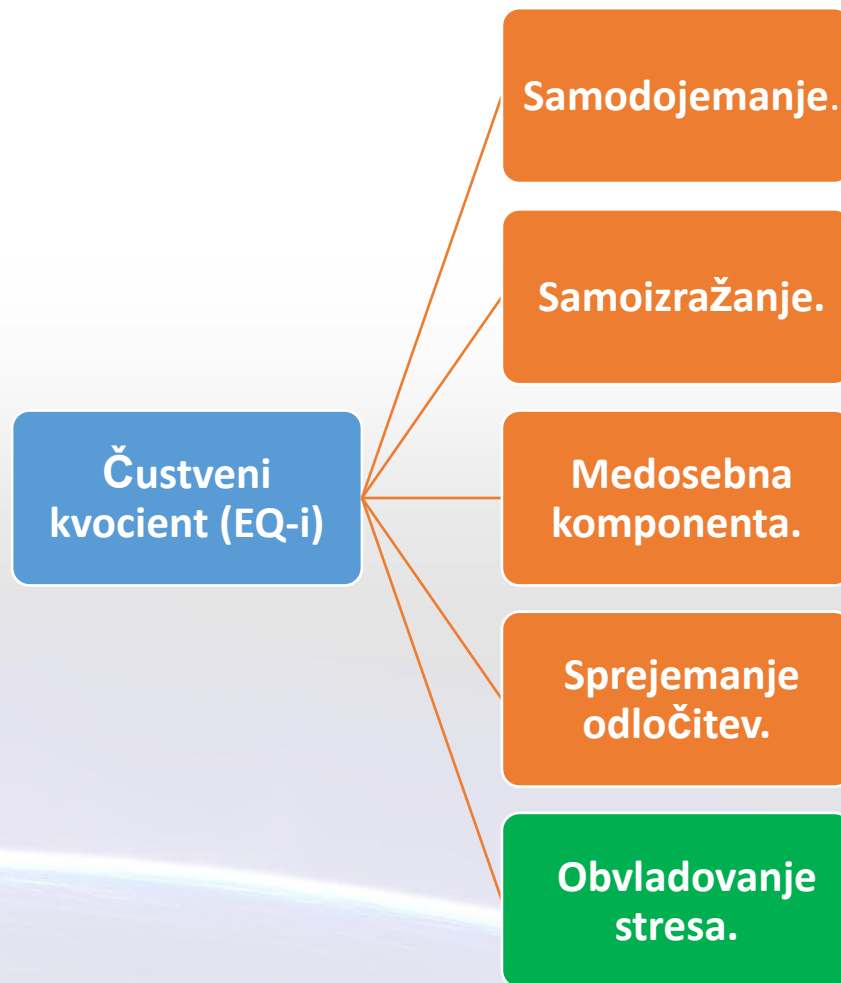 Samodojemanje.
Samoizražanje.
Čustveni
kvocient (EQ-i)
Medosebna
komponenta.
Sprejemanje
odločitev.
Obvladovanje
stresa.